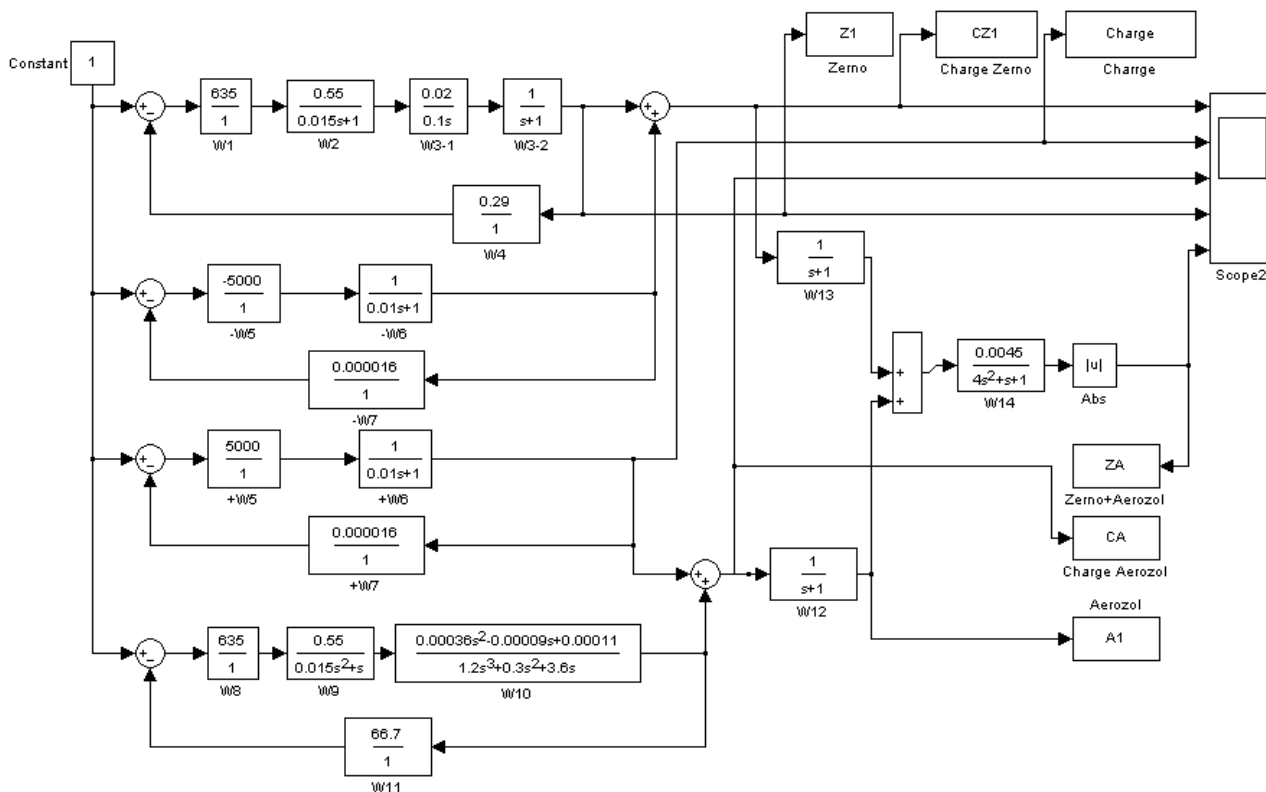 Constant
1
Z1
Zerno
CZ1
Charge Zerno
Charge
Charrge
+
−
635
1
W1
0.55
0.015s+1
W2
0.02
0.1s
W3-1
1
s+1
W3-2
+
+
0.29
1
W4
Scope2
1
s+1
W13
+
−
-5000
1
-W5
1
0.01s+1
-W6
0.000016
1
-W7
+
+
0.0045
4s²+s+1
W14
|u|
Abs
+
−
5000
1
+W5
1
0.01s+1
+W6
0.000016
1
+W7
ZA
Zerno+Aerozol
CA
Charge Aerozol
+
+
1
s+1
W12
Aerozol
A1
+
−
635
1
W8
0.55
0.015s²+s
W9
0.00036s²-0.00009s+0.00011
1.2s³+0.3s²+3.6s
W10
66.7
1
W11